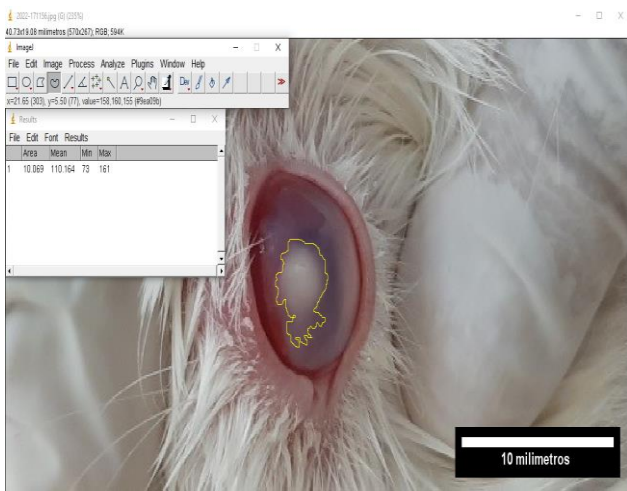 2022-171156.jpg (G) (233%)
40.73x19.08 milimetros (570x267); RGB; 594K
ImageJ
File Edit Image Process Analyze Plugins Window Help
Dev
x=21.65 (303), y=5.50 (77), value=158,160,155 (#9ea09b)
Results
File Edit Font Results
Area Mean Min Max
1 10.069 110.164 73 161
10 milimetros